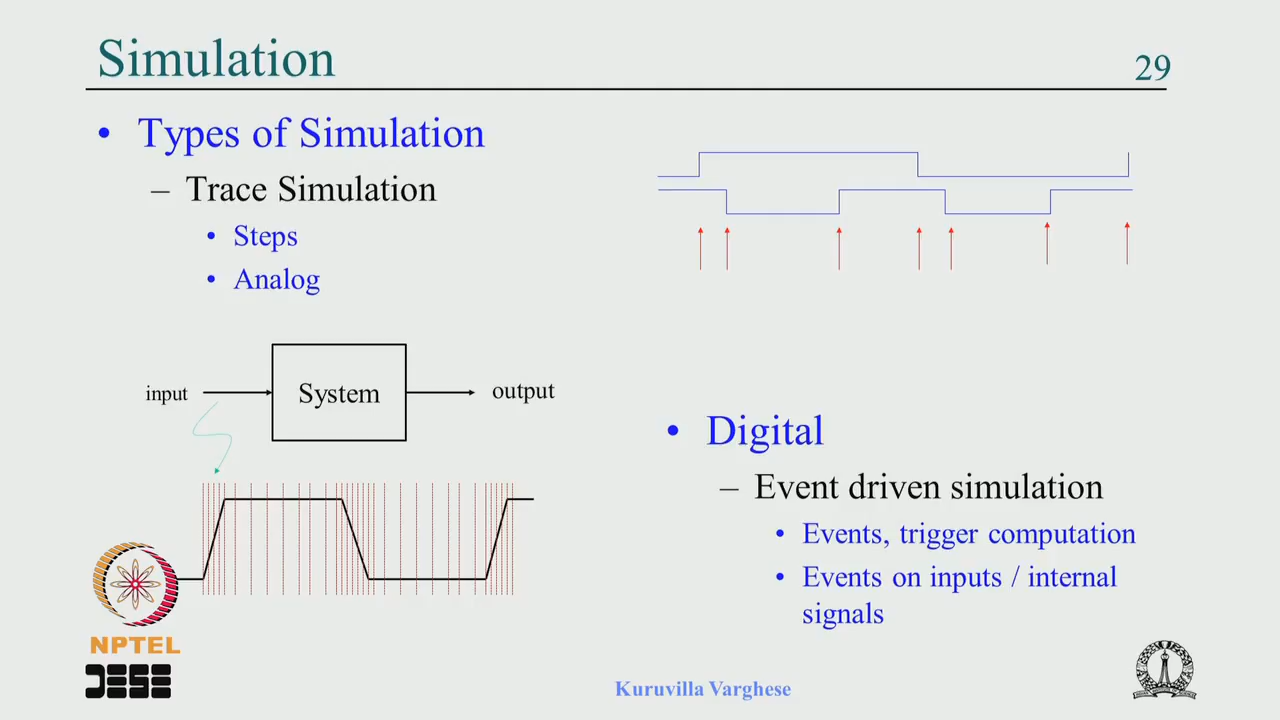 Simulation
29
• Types of Simulation
– Trace Simulation
• Steps
• Analog
input
System
output
• Digital
– Event driven simulation
• Events, trigger computation
• Events on inputs / internal
signals
NPTEL
DESE
Kuruvilla Varghese